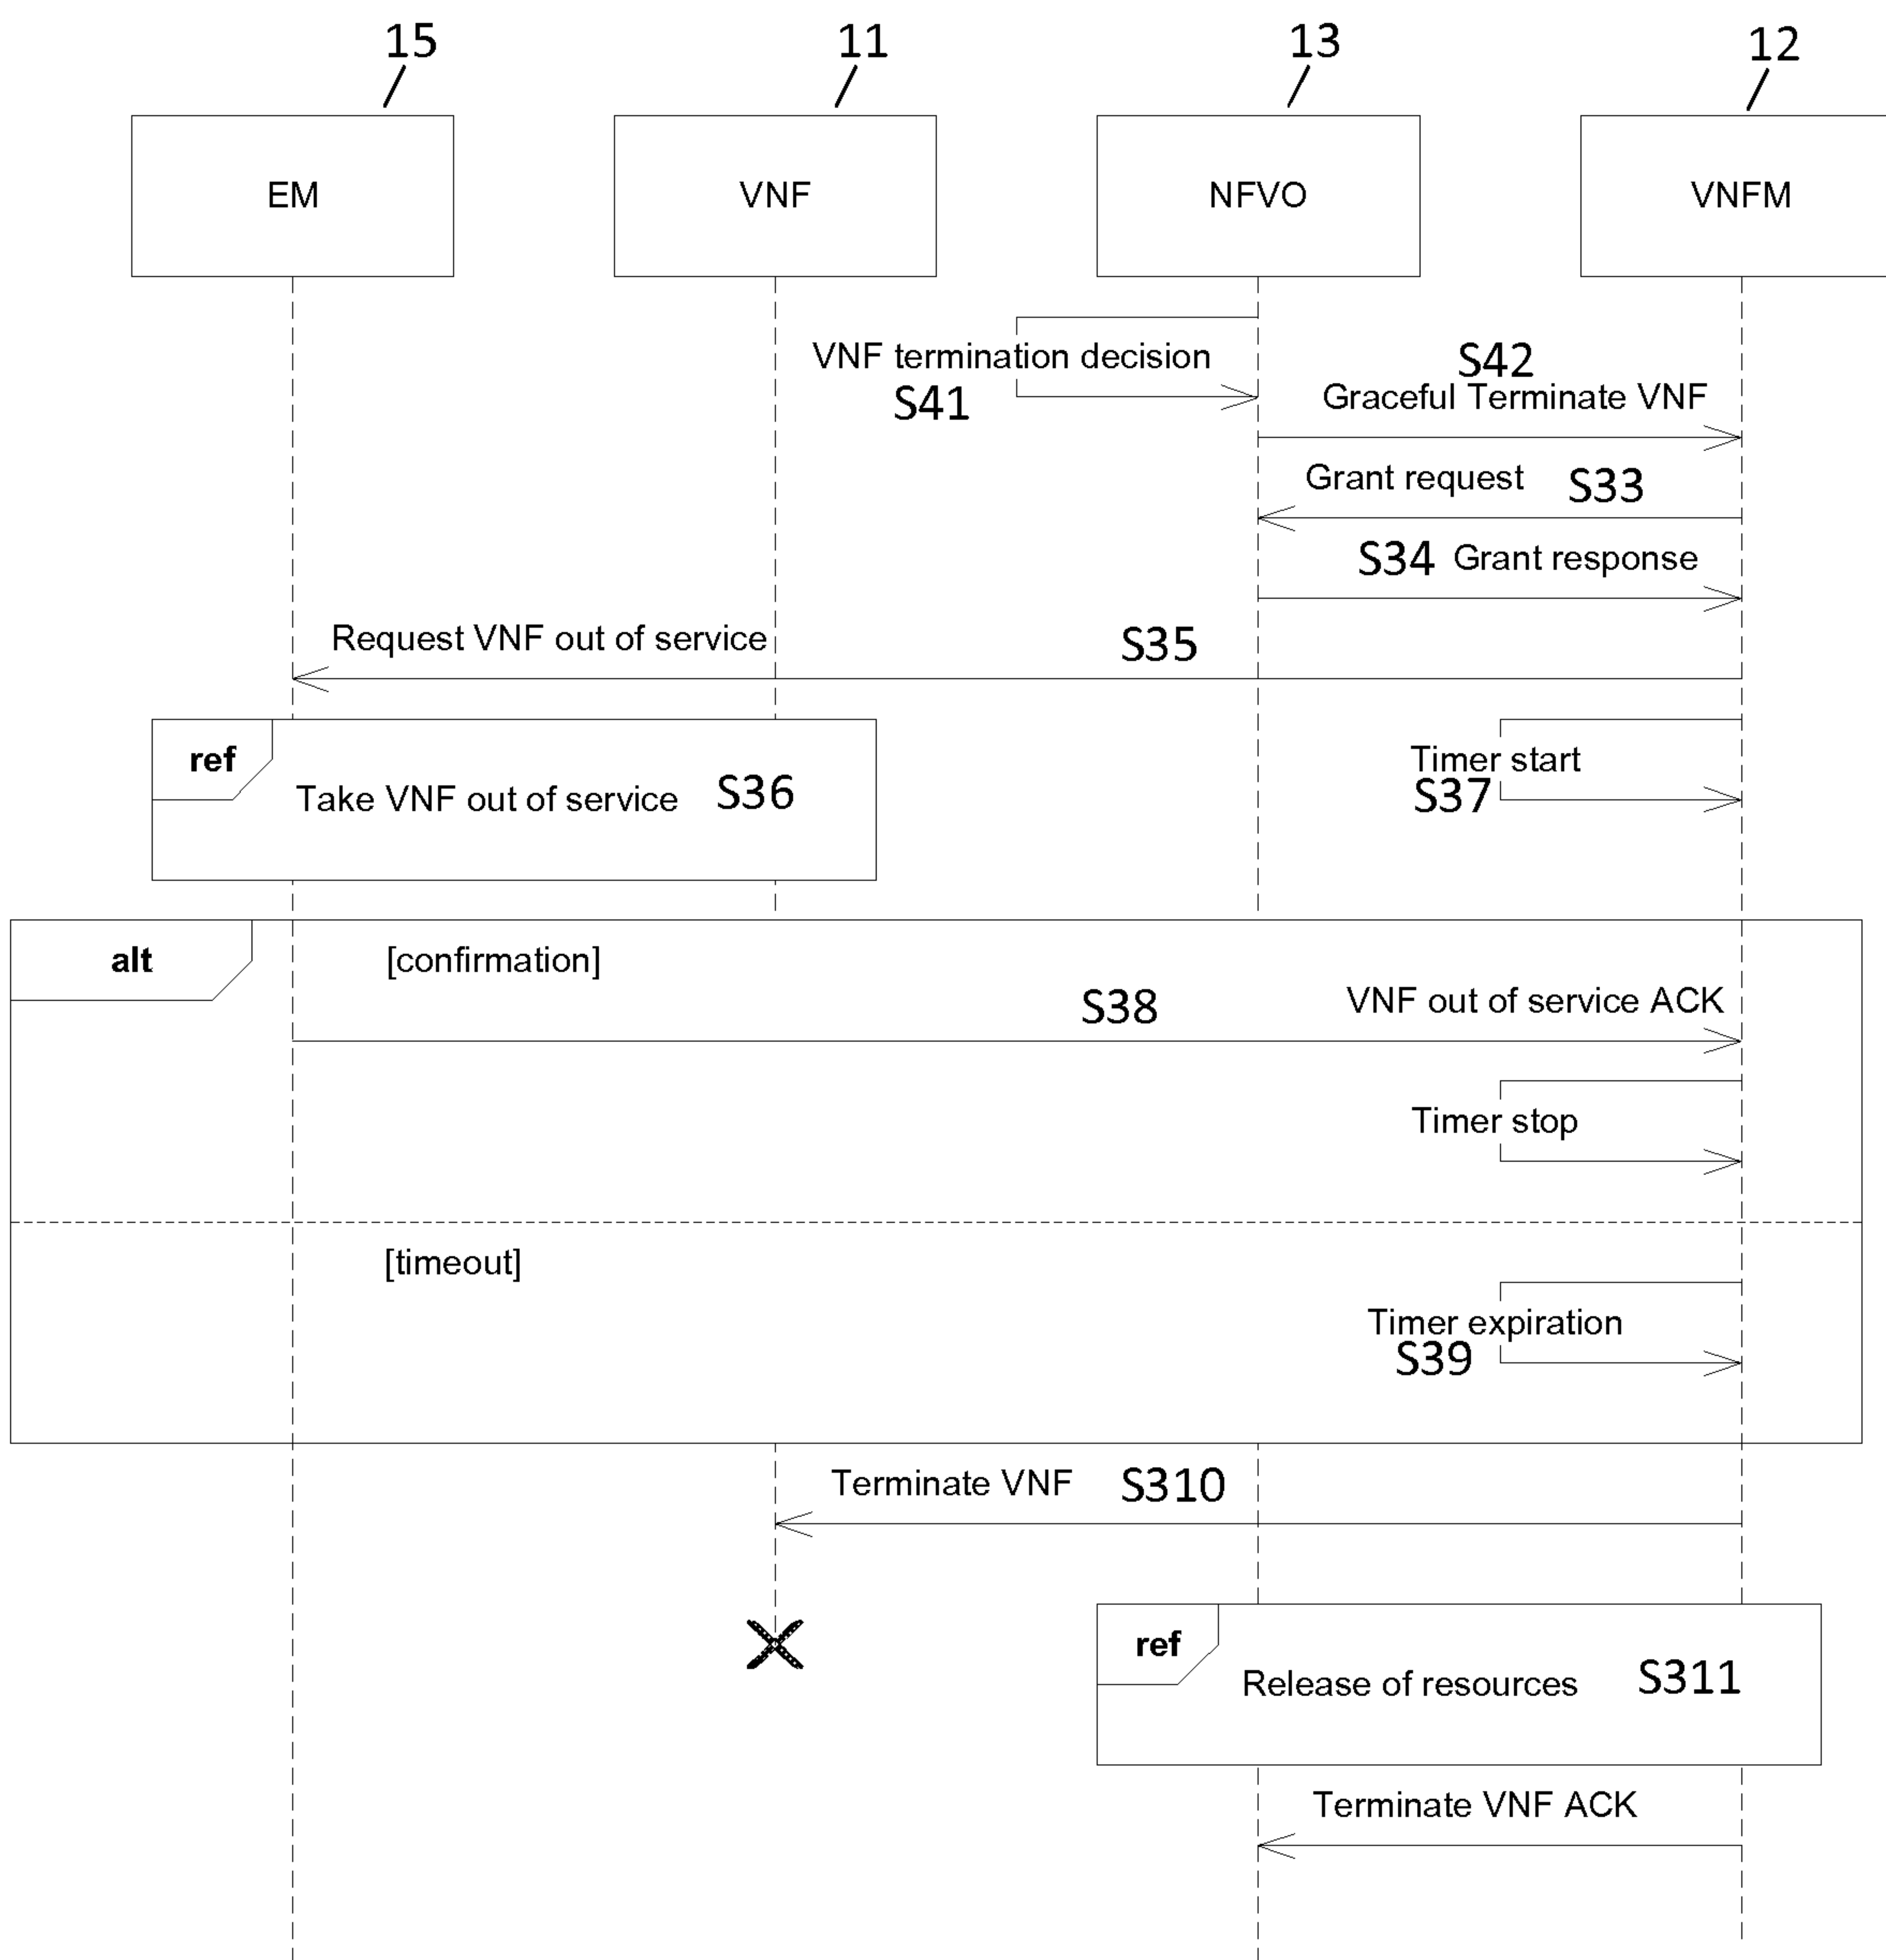 15
11
13
12
EM
VNF
NFVO
VNFM
VNF termination decision
S41
S42
Graceful Terminate VNF
Grant request
S33
S34
Grant response
Request VNF out of service
S35
ref
Take VNF out of service
S36
Timer start
S37
alt
[confirmation]
S38
VNF out of service ACK
Timer stop
[timeout]
Timer expiration
S39
Terminate VNF
S310
ref
Release of resources
S311
Terminate VNF ACK